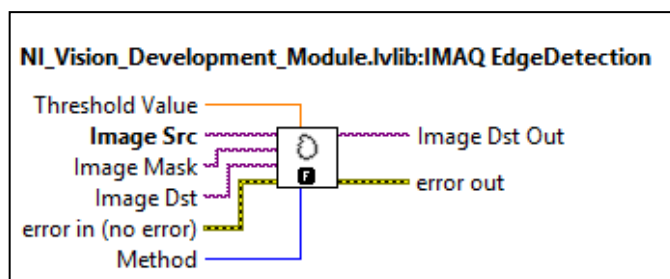 NI_Vision_Development_Module.lvlib:IMAQ EdgeDetection
Threshold Value
Image Src
Image Dst Out
Image Mask
Image Dst
error out
error in (no error)
Method
F